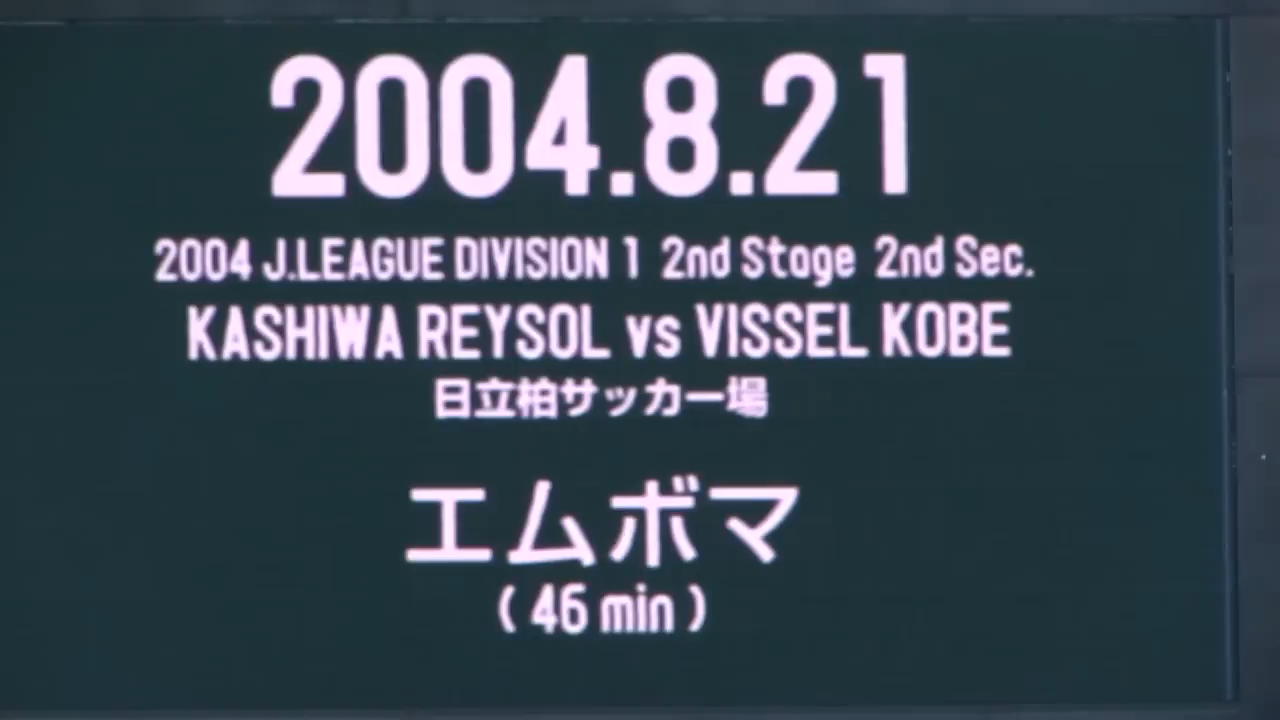 2004.8.21
2004 J.LEAGUE DIVISION 1 2nd Stage 2nd Sec.
KASHIWA REYSOL vs VISSEL KOBE
日立柏サッカー場
エムボマ
( 46 min )